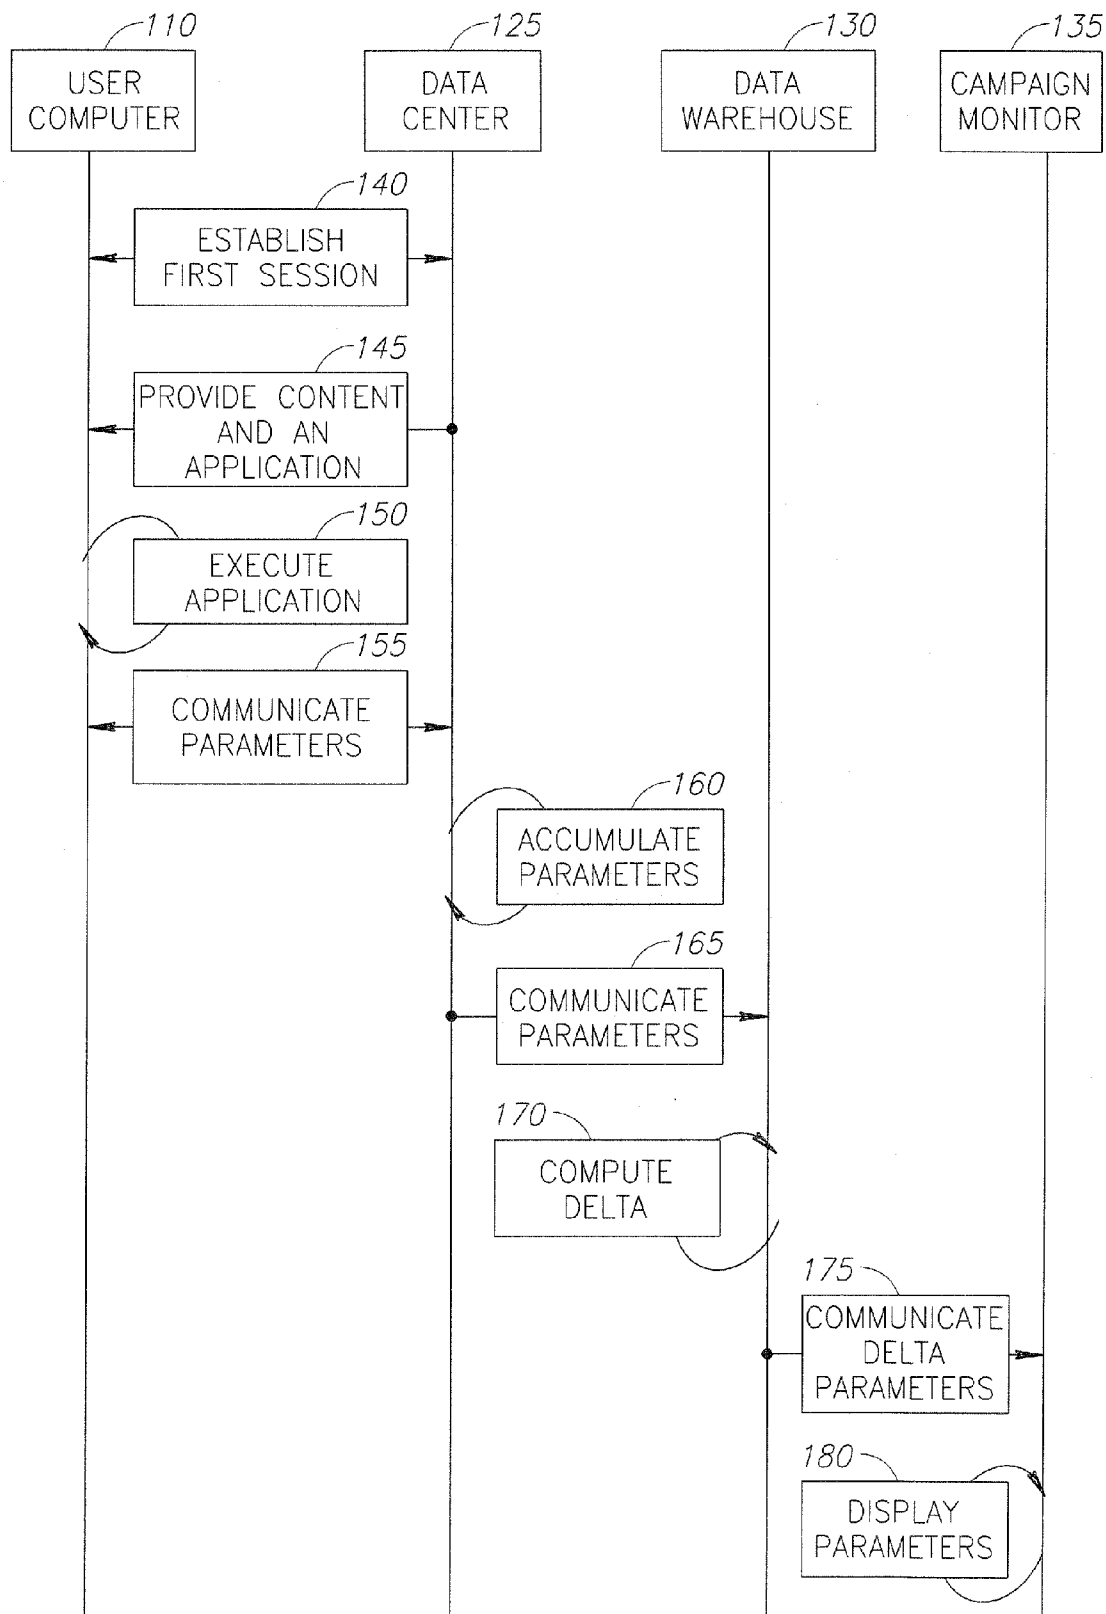 110
125
130
135
USER
COMPUTER
DATA
CENTER
DATA
WAREHOUSE
CAMPAIGN
MONITOR
140
ESTABLISH
FIRST SESSION
145
PROVIDE CONTENT
AND AN
APPLICATION
150
EXECUTE
APPLICATION
155
COMMUNICATE
PARAMETERS
160
ACCUMULATE
PARAMETERS
165
COMMUNICATE
PARAMETERS
170
COMPUTE
DELTA
175
COMMUNICATE
DELTA
PARAMETERS
180
DISPLAY
PARAMETERS